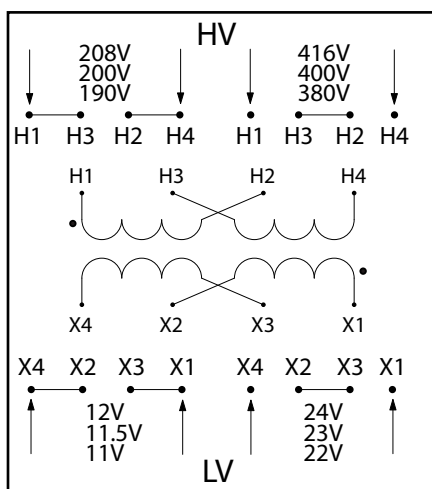 HV
208V 416V
200V 400V
190V 380V
H1 H3 H2 H4 H1 H3 H2 H4
H1 H3 H2 H4
X4 X2 X3 X1
X4 X2 X3 X1 X4 X2 X3 X1
12V 24V
11.5V 23V
11V 22V
LV